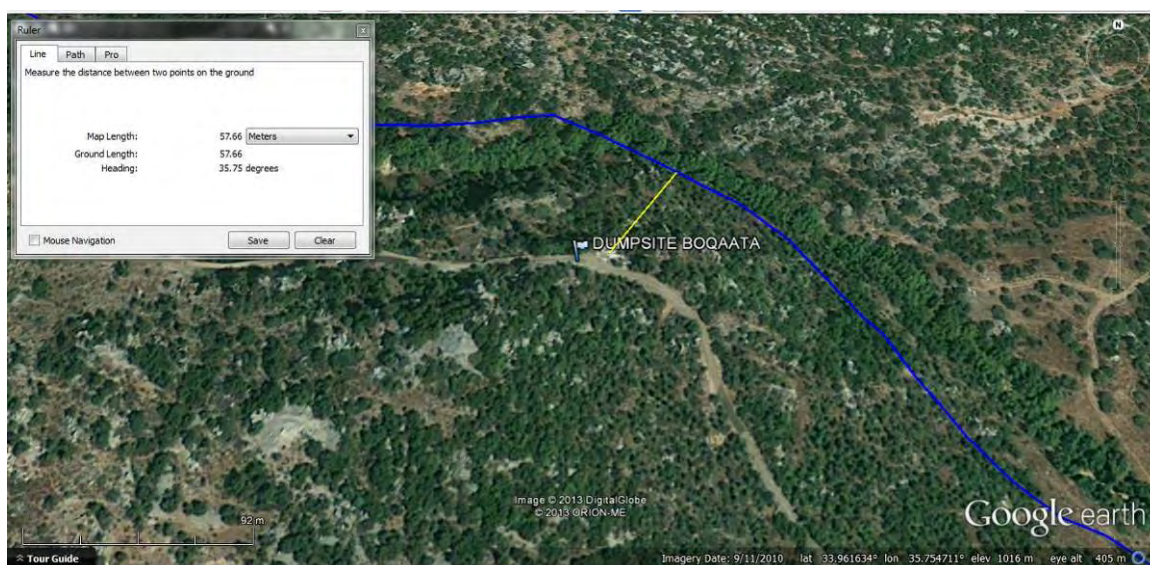 Ruler
Line Path Pro
Measure the distance between two points on the ground
Map Length: 57.66 Meters
Ground Length: 57.66
Heading: 35.75 degrees
Mouse Navigation Save Clear
N
DUMPSITE BOQAATA
Image © 2013 DigitalGlobe
© 2013 ORION-ME
Google earth
92 m
Tour Guide
Imagery Date: 9/11/2010 lat 33.961634° lon 35.754711° elev 1016 m eye alt 405 m